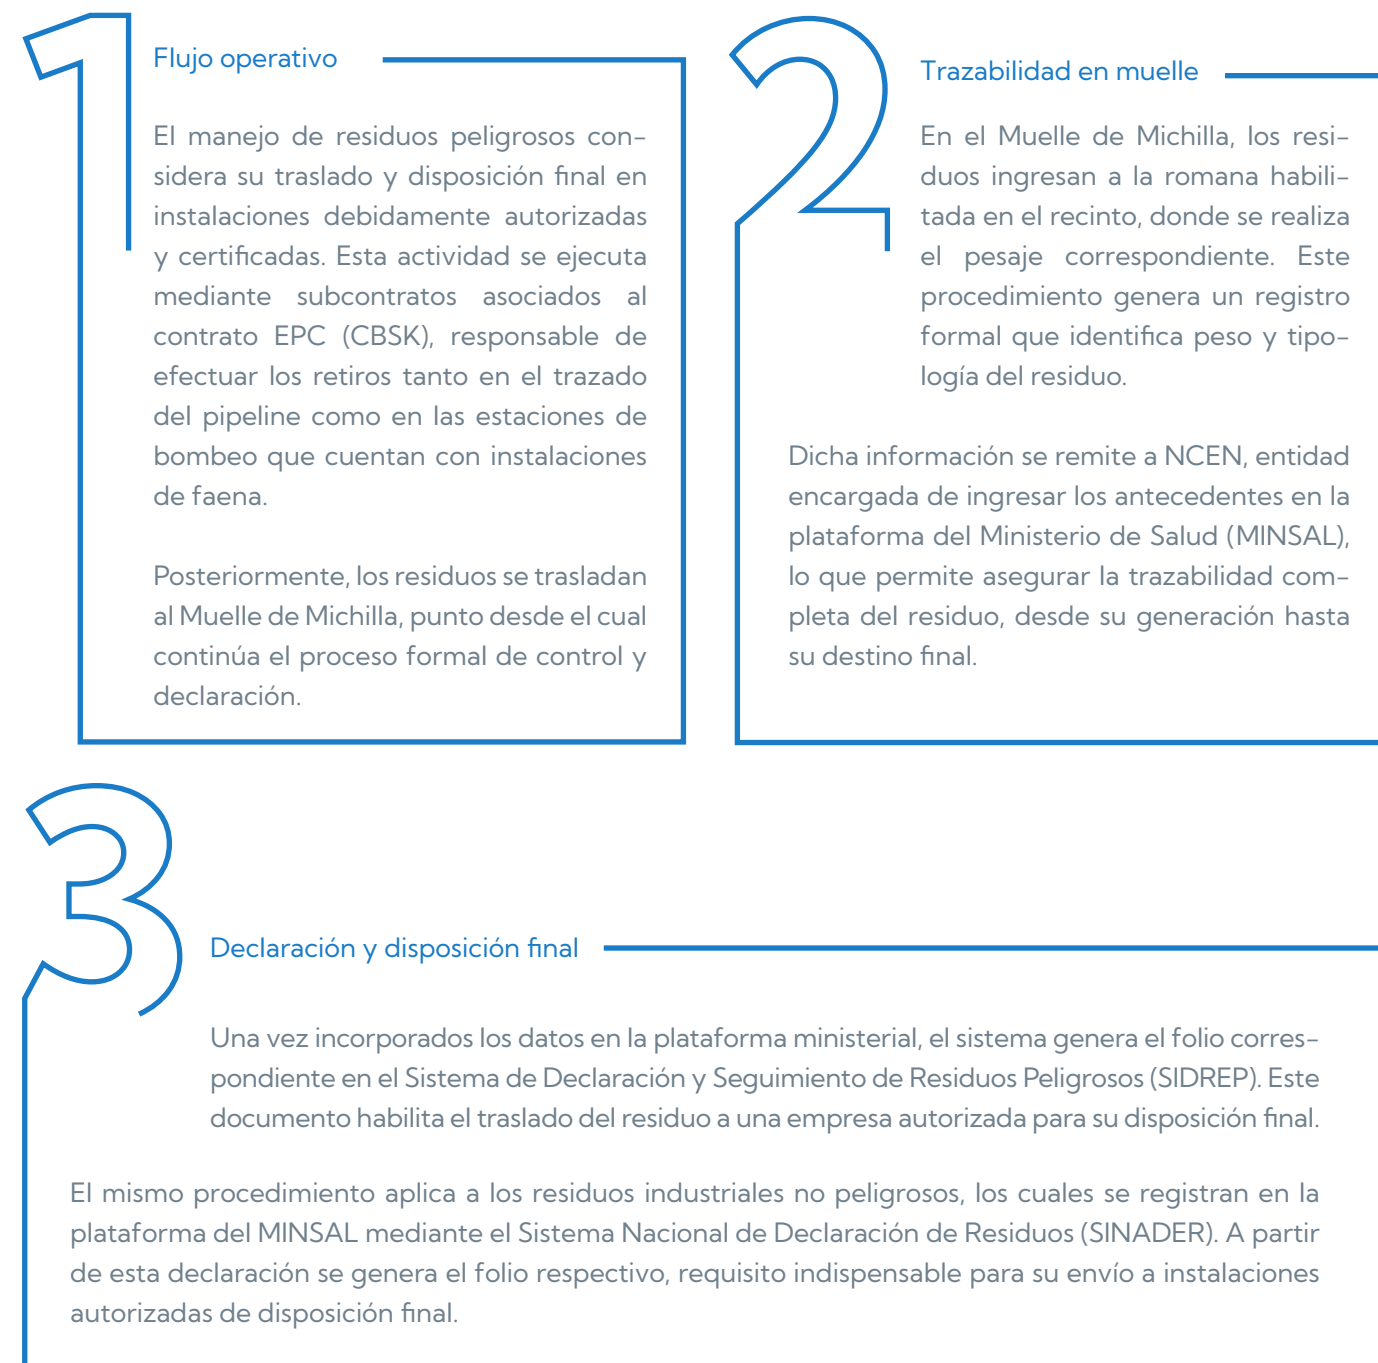 1
Flujo operativo
El manejo de residuos peligrosos con-
sidera su traslado y disposición final en
instalaciones debidamente autorizadas
y certificadas. Esta actividad se ejecuta
mediante subcontratos asociados al
contrato EPC (CBSK), responsable de
efectuar los retiros tanto en el trazado
del pipeline como en las estaciones de
bombeo que cuentan con instalaciones
de faena.
Posteriormente, los residuos se trasladan
al Muelle de Michilla, punto desde el cual
continúa el proceso formal de control y
declaración.
2
Trazabilidad en muelle
En el Muelle de Michilla, los resi-
duos ingresan a la romana habili-
tada en el recinto, donde se realiza
el pesaje correspondiente. Este
procedimiento genera un registro
formal que identifica peso y tipo-
logía del residuo.
Dicha información se remite a NCEN, entidad
encargada de ingresar los antecedentes en la
plataforma del Ministerio de Salud (MINSAL),
lo que permite asegurar la trazabilidad com-
pleta del residuo, desde su generación hasta
su destino final.
3
Declaración y disposición final
Una vez incorporados los datos en la plataforma ministerial, el sistema genera el folio corres-
pondiente en el Sistema de Declaración y Seguimiento de Residuos Peligrosos (SIDREP). Este
documento habilita el traslado del residuo a una empresa autorizada para su disposición final.
El mismo procedimiento aplica a los residuos industriales no peligrosos, los cuales se registran en la
plataforma del MINSAL mediante el Sistema Nacional de Declaración de Residuos (SINADER). A partir
de esta declaración se genera el folio respectivo, requisito indispensable para su envío a instalaciones
autorizadas de disposición final.